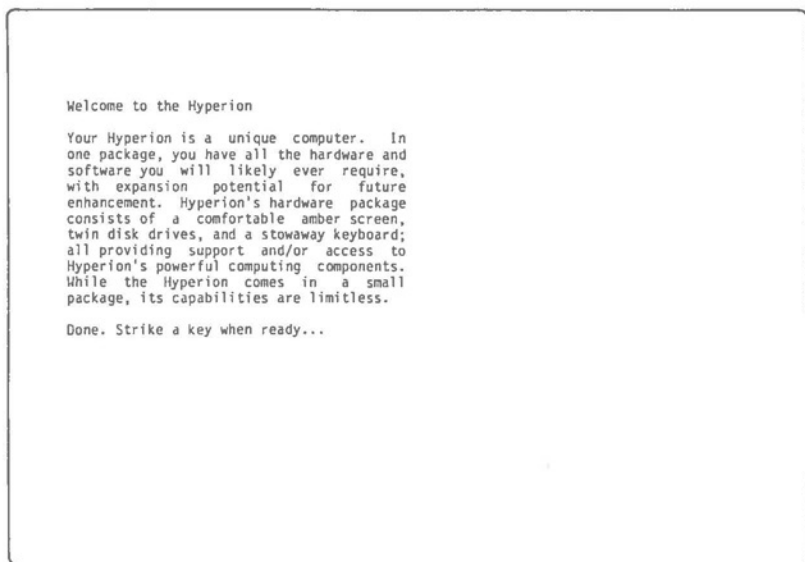 Welcome to the Hyperion
Your Hyperion is a unique computer. In
one package, you have all the hardware and
software you will likely ever require,
with expansion potential for future
enhancement. Hyperion's hardware package
consists of a comfortable amber screen,
twin disk drives, and a stowaway keyboard;
all providing support and/or access to
Hyperion's powerful computing components.
While the Hyperion comes in a small
package, its capabilities are limitless.
Done. Strike a key when ready...